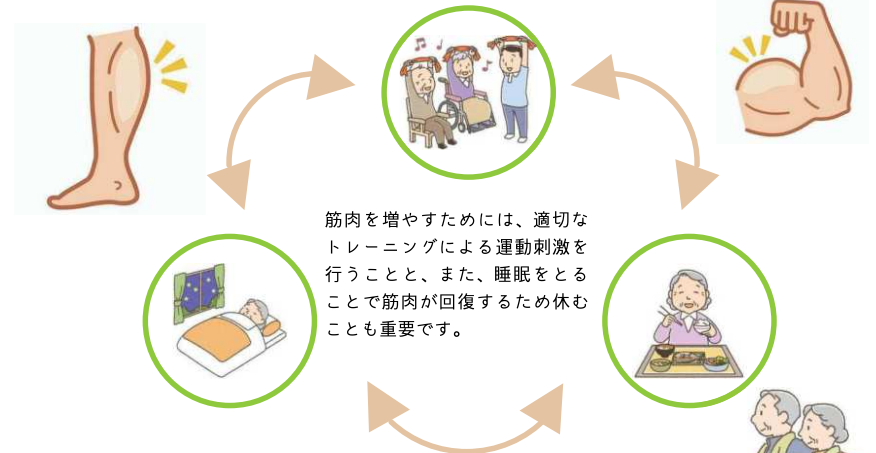 筋肉を増やすためには、適切な
トレーニングによる運動刺激を
行うことと、また、睡眠をとる
ことで筋肉が回復するため休む
ことも重要です。